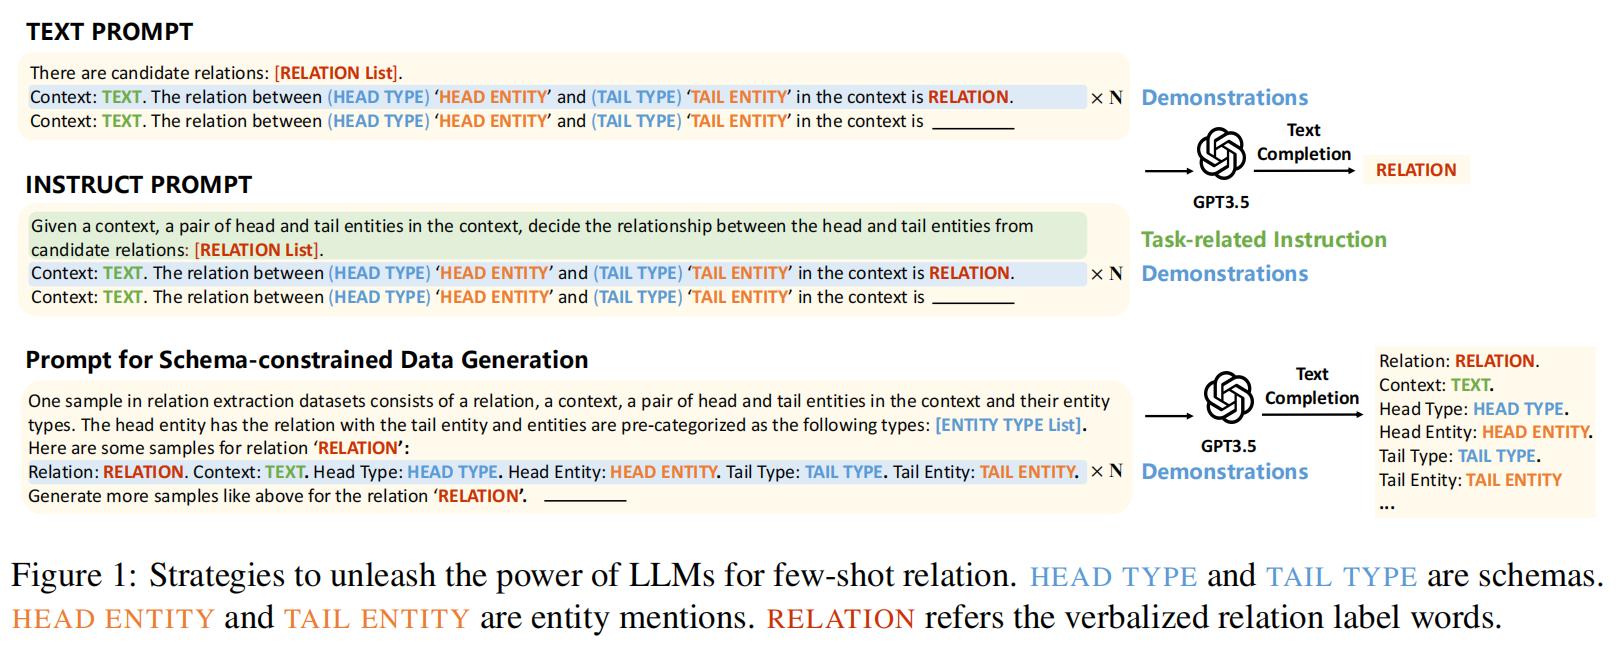 TEXT PROMPT
There are candidate relations: [RELATION List].
Context: TEXT. The relation between (HEAD TYPE) ‘HEAD ENTITY’ and (TAIL TYPE) ‘TAIL ENTITY’ in the context is RELATION. × N Demonstrations
Context: TEXT. The relation between (HEAD TYPE) ‘HEAD ENTITY’ and (TAIL TYPE) ‘TAIL ENTITY’ in the context is ________
Text
Completion
RELATION
GPT3.5
INSTRUCT PROMPT
Given a context, a pair of head and tail entities in the context, decide the relationship between the head and tail entities from
candidate relations: [RELATION List].
Task-related Instruction
Context: TEXT. The relation between (HEAD TYPE) ‘HEAD ENTITY’ and (TAIL TYPE) ‘TAIL ENTITY’ in the context is RELATION. × N Demonstrations
Context: TEXT. The relation between (HEAD TYPE) ‘HEAD ENTITY’ and (TAIL TYPE) ‘TAIL ENTITY’ in the context is ________
Prompt for Schema-constrained Data Generation
One sample in relation extraction datasets consists of a relation, a context, a pair of head and tail entities in the context and their entity
types. The head entity has the relation with the tail entity and entities are pre-categorized as the following types: [ENTITY TYPE List].
Here are some samples for relation ‘RELATION’:
Relation: RELATION. Context: TEXT. Head Type: HEAD TYPE. Head Entity: HEAD ENTITY. Tail Type: TAIL TYPE. Tail Entity: TAIL ENTITY. × N Demonstrations
Generate more samples like above for the relation ‘RELATION’. ________
Text
Completion
GPT3.5
Relation: RELATION.
Context: TEXT.
Head Type: HEAD TYPE.
Head Entity: HEAD ENTITY.
Tail Type: TAIL TYPE.
Tail Entity: TAIL ENTITY
...
Figure 1: Strategies to unleash the power of LLMs for few-shot relation. HEAD TYPE and TAIL TYPE are schemas.
HEAD ENTITY and TAIL ENTITY are entity mentions. RELATION refers the verbalized relation label words.